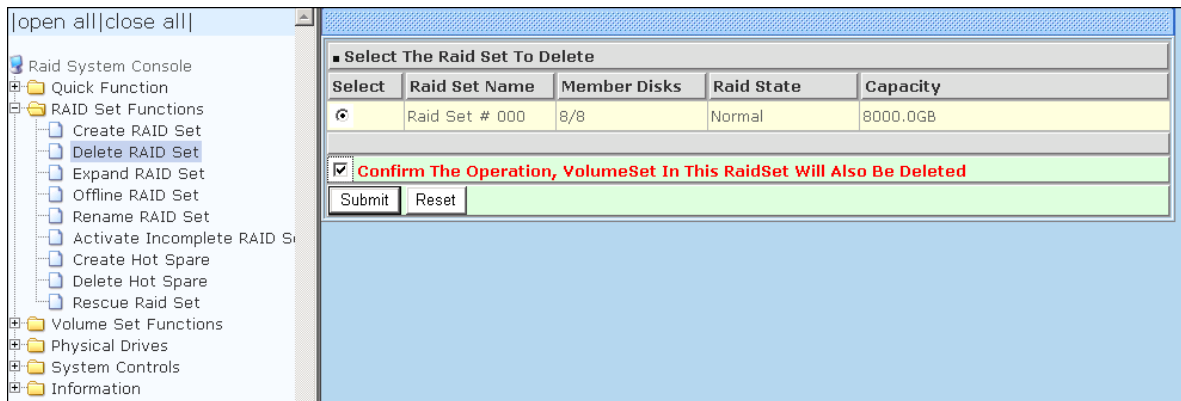 |open all|close all|
Raid System Console
Quick Function
RAID Set Functions
Create RAID Set
Delete RAID Set
Expand RAID Set
Offline RAID Set
Rename RAID Set
Activate Incomplete RAID S
Create Hot Spare
Delete Hot Spare
Rescue Raid Set
Volume Set Functions
Physical Drives
System Controls
Information
Select The Raid Set To Delete
Select Raid Set Name Member Disks Raid State Capacity
Raid Set # 000 8/8 Normal 8000.0GB
Confirm The Operation, VolumeSet In This RaidSet Will Also Be Deleted
Submit Reset